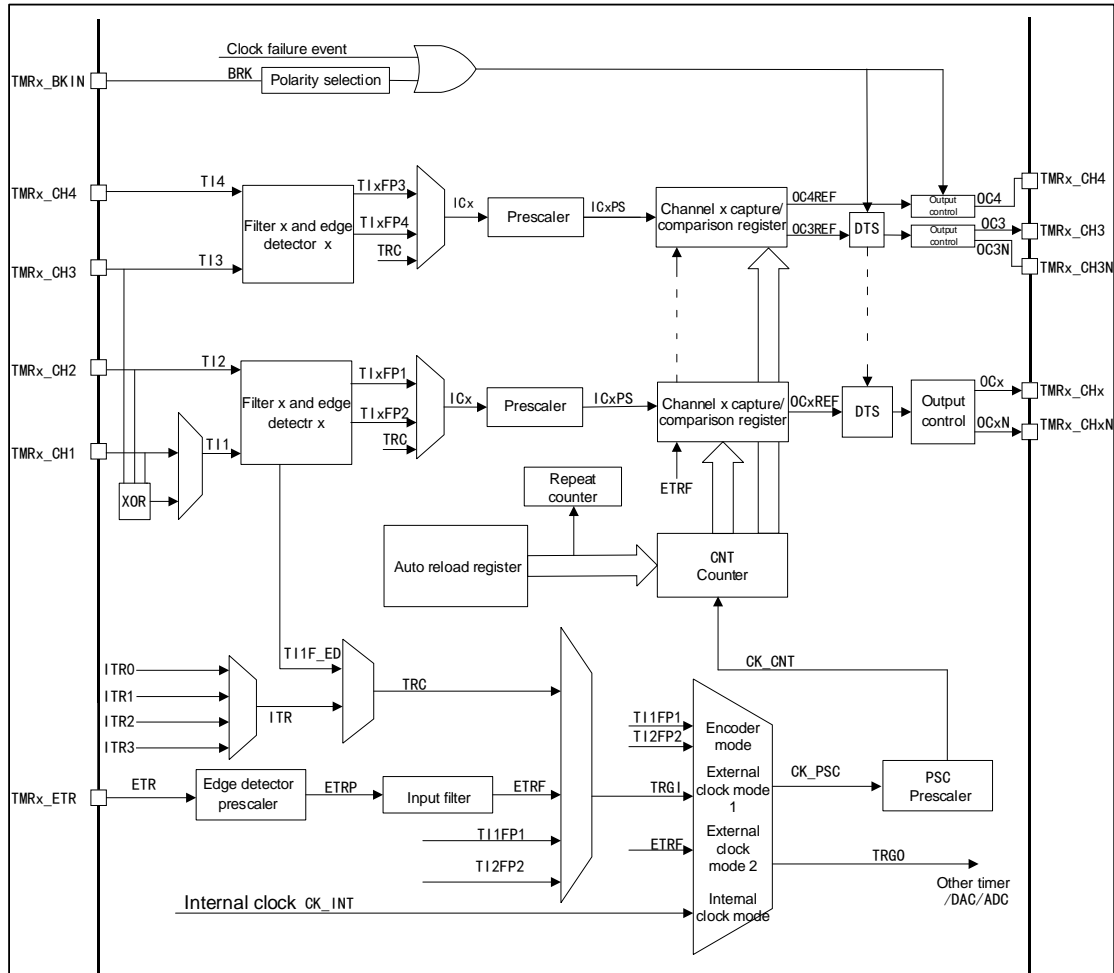 Clock failure event
TMRx_BKIN
BRK
Polarity selection
TMRx_CH4
TI4
TIxFP3
Filter x and edge
detector x
TIxFP4
TRC
ICx
Prescaler
ICxPS
Channel x capture/
comparison register
OC4REF
OC3REF
DTS
Output
control
OC4
TMRx_CH4
Output
control
OC3
TMRx_CH3
OC3N
TMRx_CH3N
TMRx_CH3
TI3
TMRx_CH2
TI2
TIxFP1
Filter x and edge
detectr x
TIxFP2
TRC
ICx
Prescaler
ICxPS
Channel x capture/
comparison register
OCxREF
DTS
Output
control
OCx
TMRx_CHx
OCxN
TMRx_CHxN
TMRx_CH1
TI1
XOR
ETRF
Repeat
counter
Auto reload register
CNT
Counter
TI1F_ED
CK_CNT
ITR0
ITR1
ITR2
ITR3
ITR
TRC
TI1FP1
TI2FP2
Encoder
mode
External
clock mode
1
External
clock
mode 2
Internal
clock mode
CK_PSC
PSC
Prescaler
TMRx_ETR
ETR
Edge detector
prescaler
ETRP
Input filter
ETRF
TRGI
TI1FP1
ETRF
TI2FP2
TRGO
Other timer
/DAC/ADC
Internal clock CK_INT